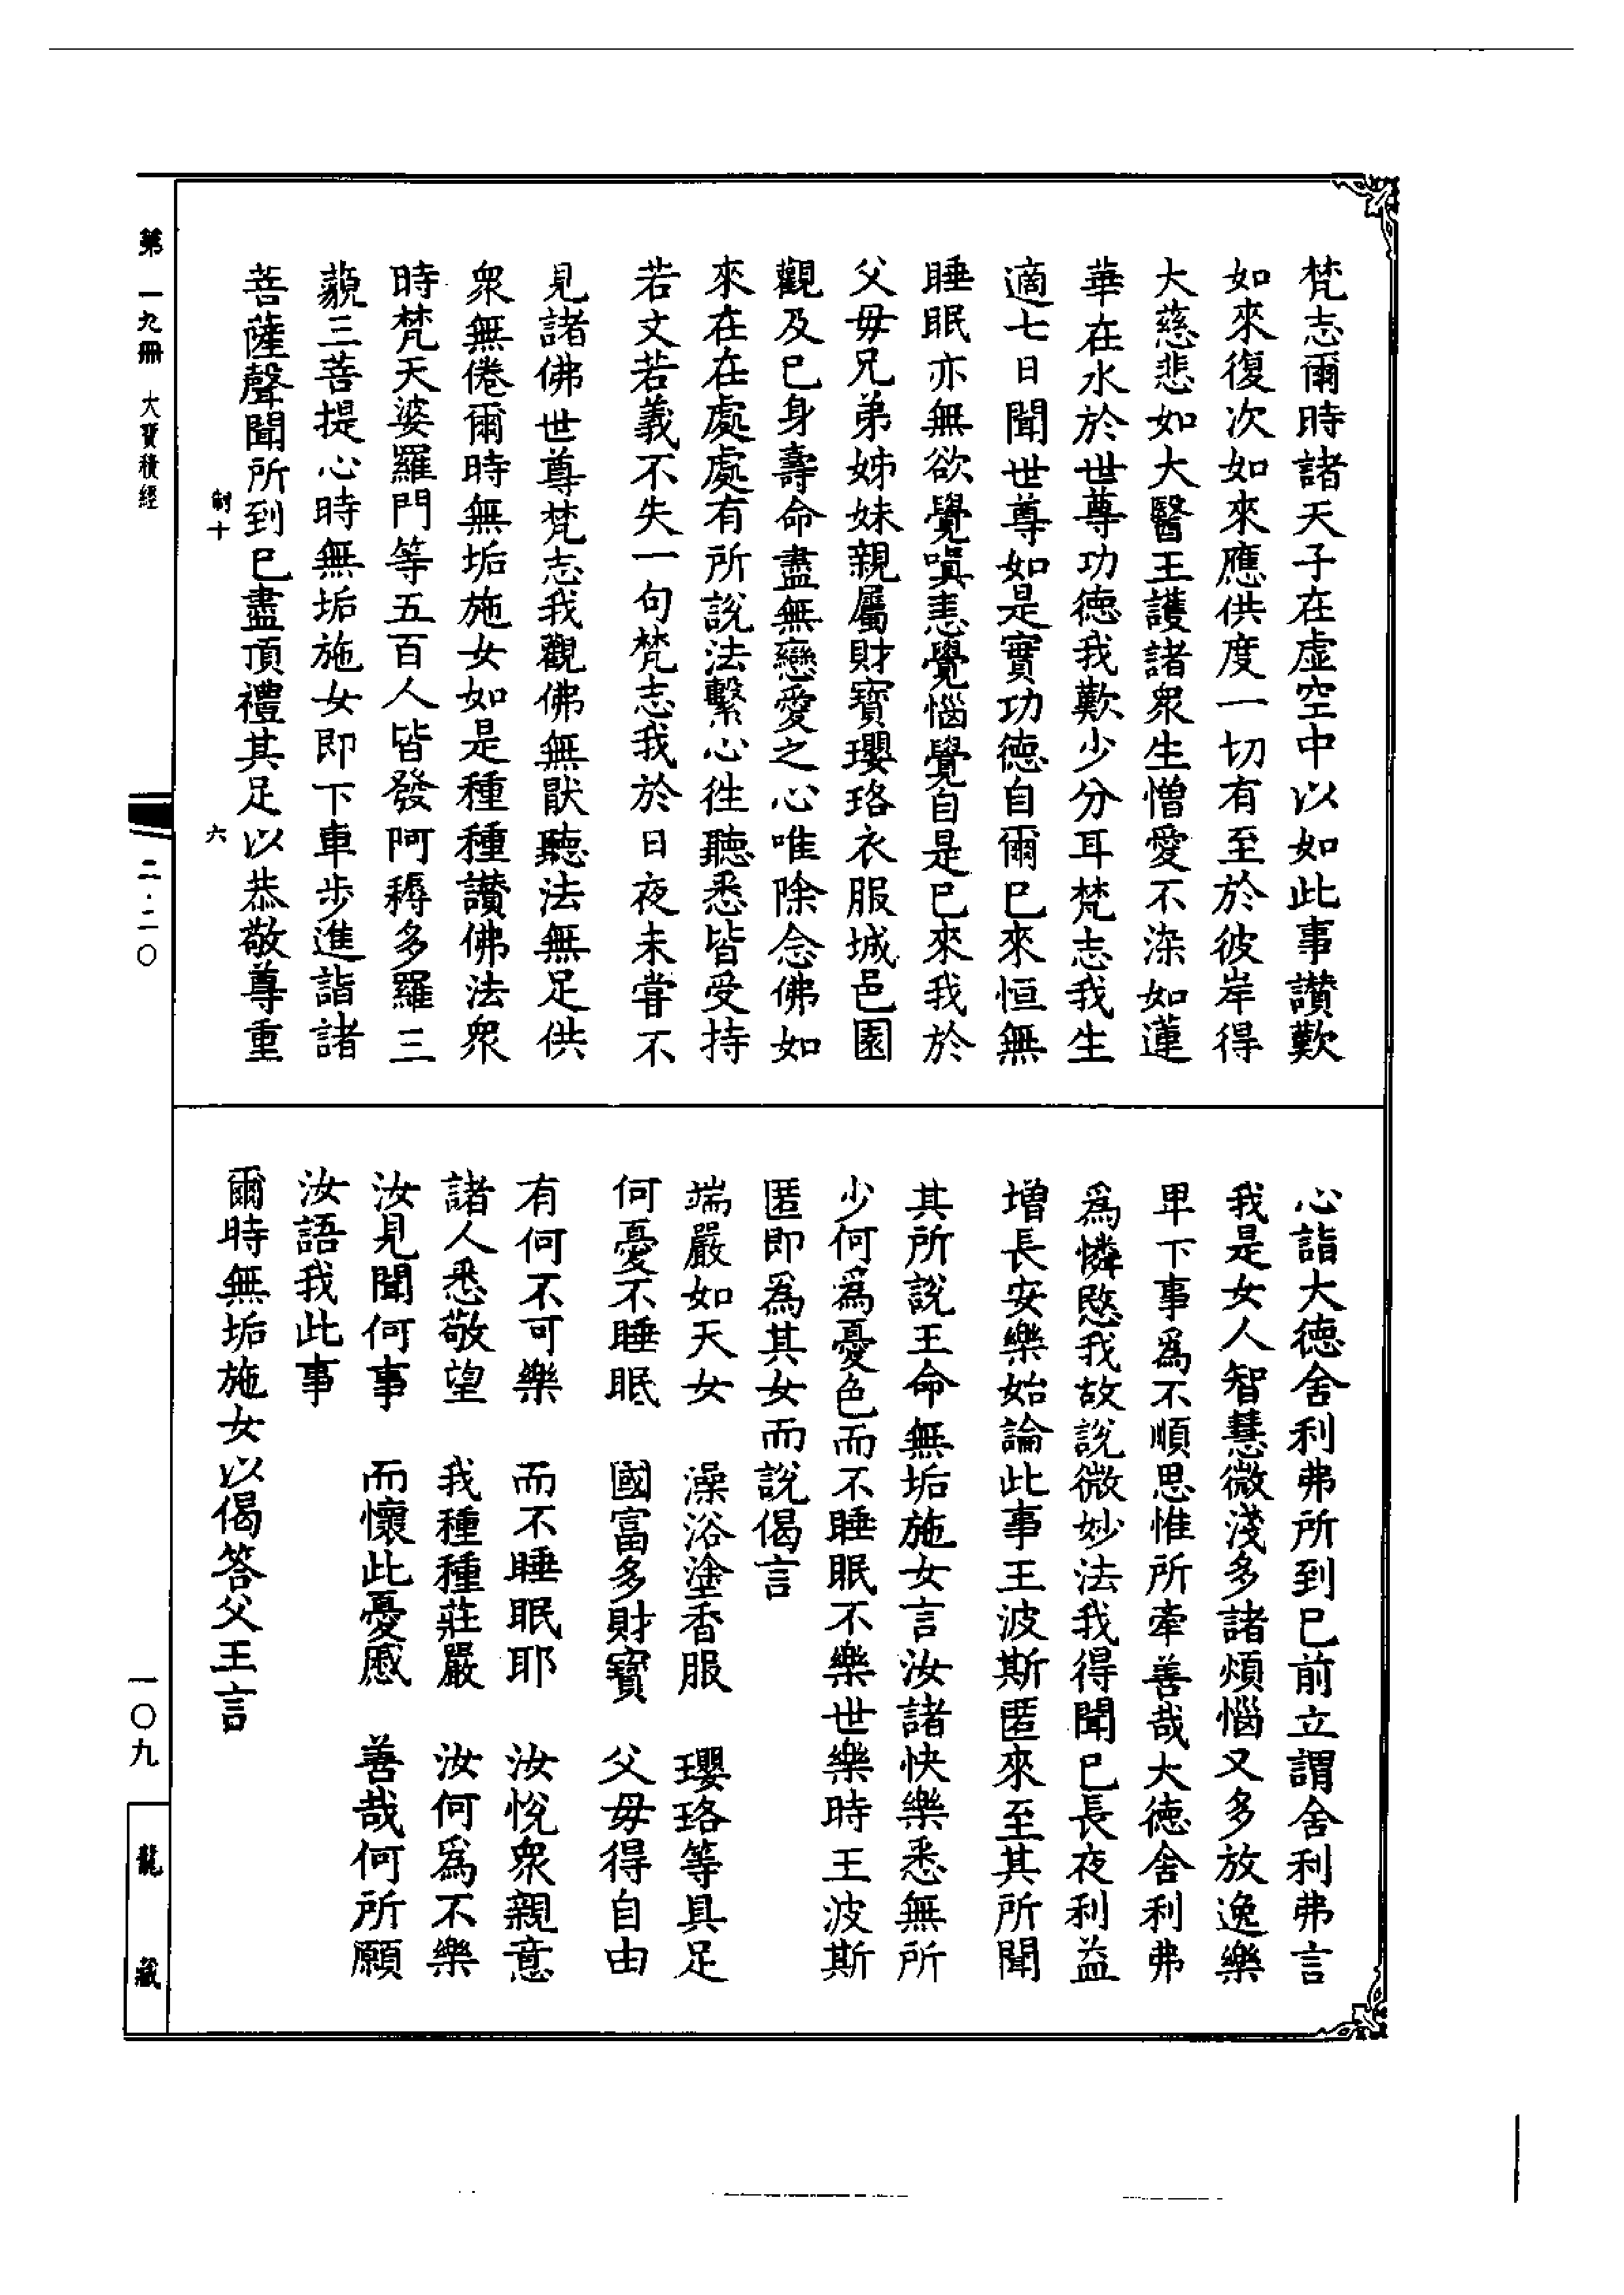 梵志爾時諸天子在虛空中以如此事讚歎
如來復次如來應供度一切有至於彼岸得
大慈悲如大醫王護諸衆生憎愛不染如蓮
華在水於世尊功德我歎少分耳梵志我生
適七日聞世尊如是實功德自爾已來恒無
睡眠亦無欲覺嗔恚覺惱覺自是已來我於
父毋兄弟姊妹親屬財寶瓔珞衣服城邑園
觀及已身壽命盡無戀愛之心唯除念佛如
來在在處處有所說法繫心徃聽悉皆受持
若文若義不失一句梵志我於日夜未甞不
見諸佛世尊梵志我觀佛無猒聽法無足供
衆無倦爾時無垢施女如是種種讚佛法衆
時梵天婆羅門等五百人皆發阿耨多羅三
藐三菩提心時無垢施女即下車步進詣諸
菩薩聲聞所到已盡頂禮其足以恭敬尊重
制十
六
心詣大德舍利弗所到已前立謂舍利弗言
我是女人智慧微淺多諸煩惱又多放逸樂
卑下事爲不順思惟所牽善哉大德舍利弗
爲憐愍我故說微妙法我得聞已長夜利益
增長安樂始論此事王波斯匿來至其所聞
其所說王命無垢施女言汝諸快樂悉無所
少何爲憂色而不睡眠不樂世樂時王波斯
匿即爲其女而說偈言
端嚴如天女　澡浴塗香服　瓔珞等具足
何憂不睡眠　國富多財寶　父毋得自由
有何不可樂　而不睡眠耶　汝悅衆親意
諸人悉敬望　我種種莊嚴　汝何爲不樂
汝見聞何事　而懷此憂慼　善哉何所願
汝語我此事
爾時無垢施女以偈答父王言
第一九冊　大寶積經
二·二〇
一〇九
龍藏